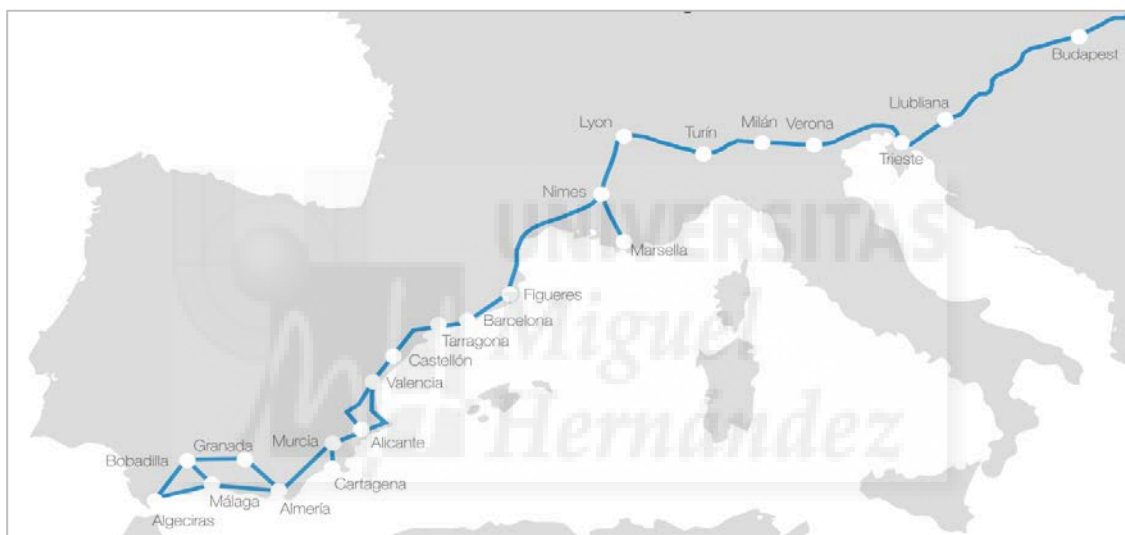 Budapest
Llubliana
Lyon
Turín
Milán
Verona
Trieste
Nimes
UNIVERSITAS
Marsella
Figueres
Barcelona
Miguel
Tarragona
Castellón
Valencia
Hernández
Murcia
Alicante
Granada
Bobadilla
Cartagena
Málaga
Almería
Algeciras